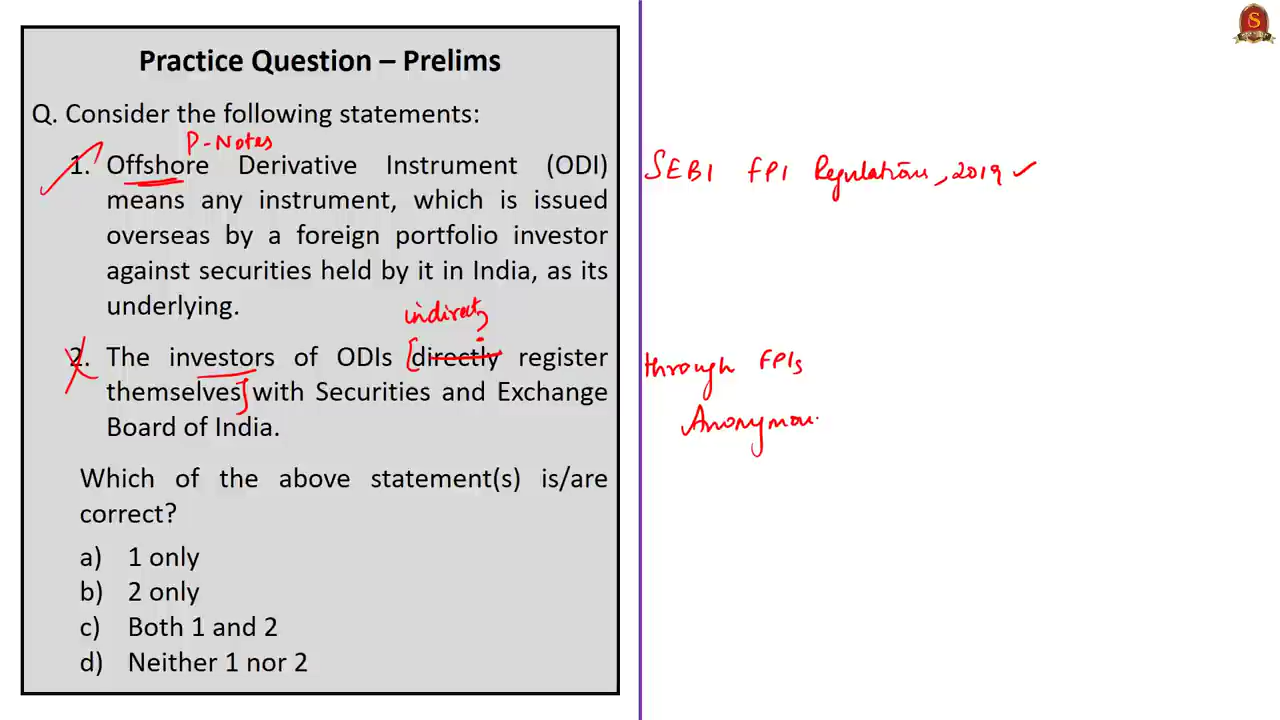 Practice Question – Prelims
Q. Consider the following statements:
P-Notes
1. Offshore Derivative Instrument (ODI)
means any instrument, which is issued
overseas by a foreign portfolio investor
against securities held by it in India, as its
underlying.
indirectly
2. The investors of ODIs [directly register
themselves] with Securities and Exchange
Board of India.
Which of the above statement(s) is/are
correct?
a) 1 only
b) 2 only
c) Both 1 and 2
d) Neither 1 nor 2
S
SEBI FPI Regulations, 2019
through FPIs
Anonymou